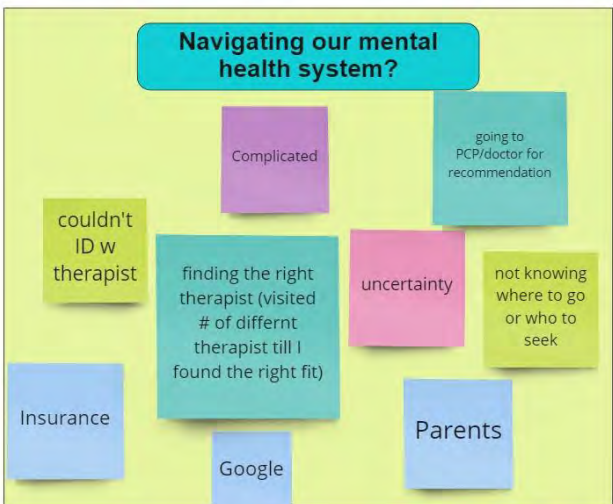 Navigating our mental
health system?
Complicated
going to
PCP/doctor for
recommendation
couldn't
ID w
therapist
finding the right
therapist (visited
# of differnt
therapist till I
found the right fit)
uncertainty
not knowing
where to go
or who to
seek
Insurance
Google
Parents